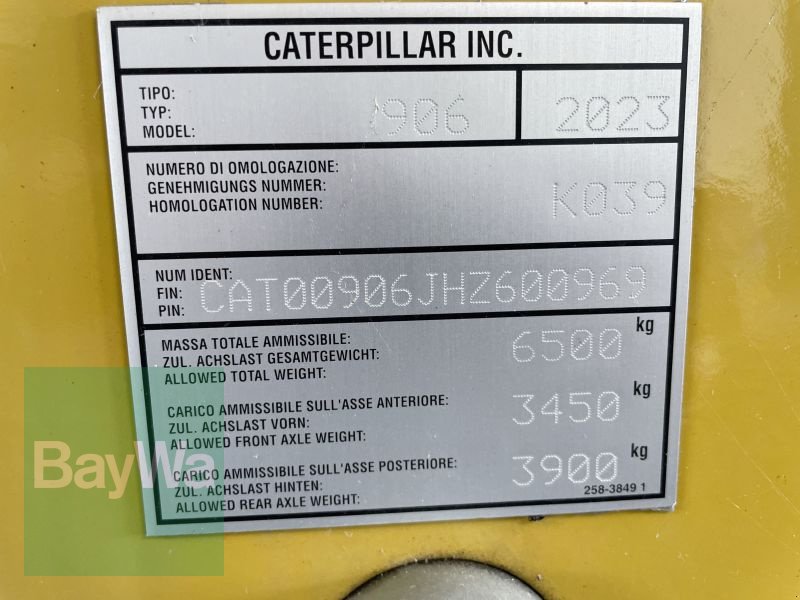 CATERPILLAR INC.
TIPO:
TYP:
MODEL:
906
2023
NUMERO DI OMOLOGAZIONE:
GENEHMIGUNGS NUMMER:
HOMOLOGATION NUMBER:
K039
NUM IDENT:
FIN:
PIN:
CAT00906JHZ600969
MASSA TOTALE AMMISSIBILE:
ZUL. ACHSLAST GESAMTGEWICHT:
ALLOWED TOTAL WEIGHT:
6500 kg
CARICO AMMISSIBILE SULL'ASSE ANTERIORE:
ZUL. ACHSLAST VORN:
ALLOWED FRONT AXLE WEIGHT:
3450 kg
CARICO AMMISSIBILE SULL'ASSE POSTERIORE:
ZUL. ACHSLAST HINTEN:
ALLOWED REAR AXLE WEIGHT:
3900 kg
258-3849 1
BayWa